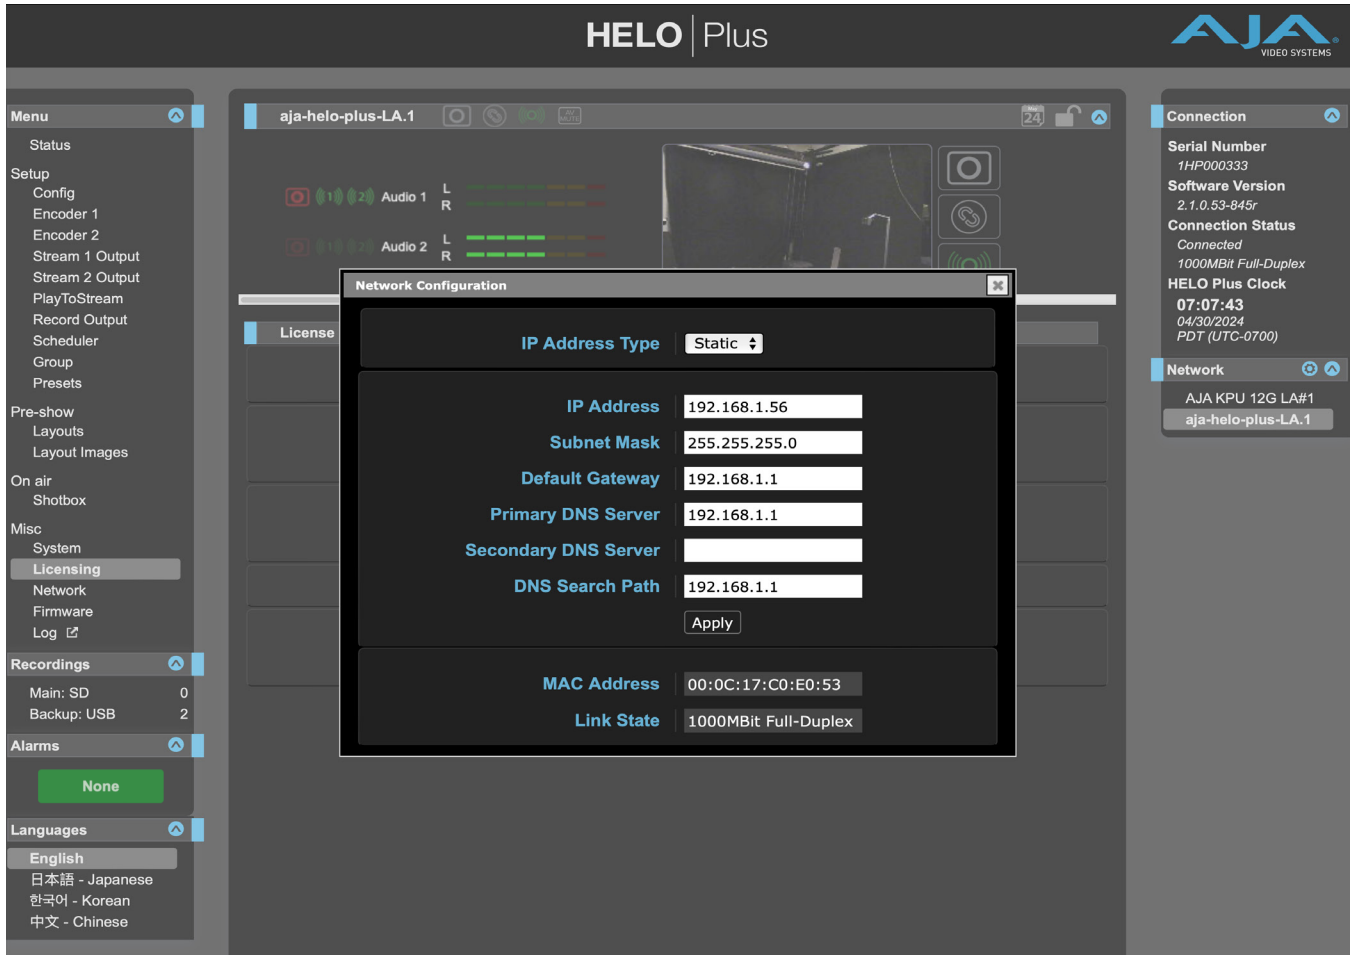 HELO Plus
AJA
VIDEO SYSTEMS
Menu
Status
Setup
Config
Encoder 1
Encoder 2
Stream 1 Output
Stream 2 Output
PlayToStream
Record Output
Scheduler
Group
Presets
Pre-show
Layouts
Layout Images
On air
Shotbox
Misc
System
Licensing
Network
Firmware
Log
Recordings
Main: SD 0
Backup: USB 2
Alarms
None
Languages
English
日本語 - Japanese
한국어 - Korean
中文 - Chinese
aja-helo-plus-LA.1
AV
MUTE
May
24
1 2 Audio 1 L
R
1 2 Audio 2 L
R
License
Network Configuration
IP Address Type Static
IP Address 192.168.1.56
Subnet Mask 255.255.255.0
Default Gateway 192.168.1.1
Primary DNS Server 192.168.1.1
Secondary DNS Server
DNS Search Path 192.168.1.1
Apply
MAC Address 00:0C:17:C0:E0:53
Link State 1000MBit Full-Duplex
Connection
Serial Number
1HP000333
Software Version
2.1.0.53-845r
Connection Status
Connected
1000MBit Full-Duplex
HELO Plus Clock
07:07:43
04/30/2024
PDT (UTC-0700)
Network
AJA KPU 12G LA#1
aja-helo-plus-LA.1